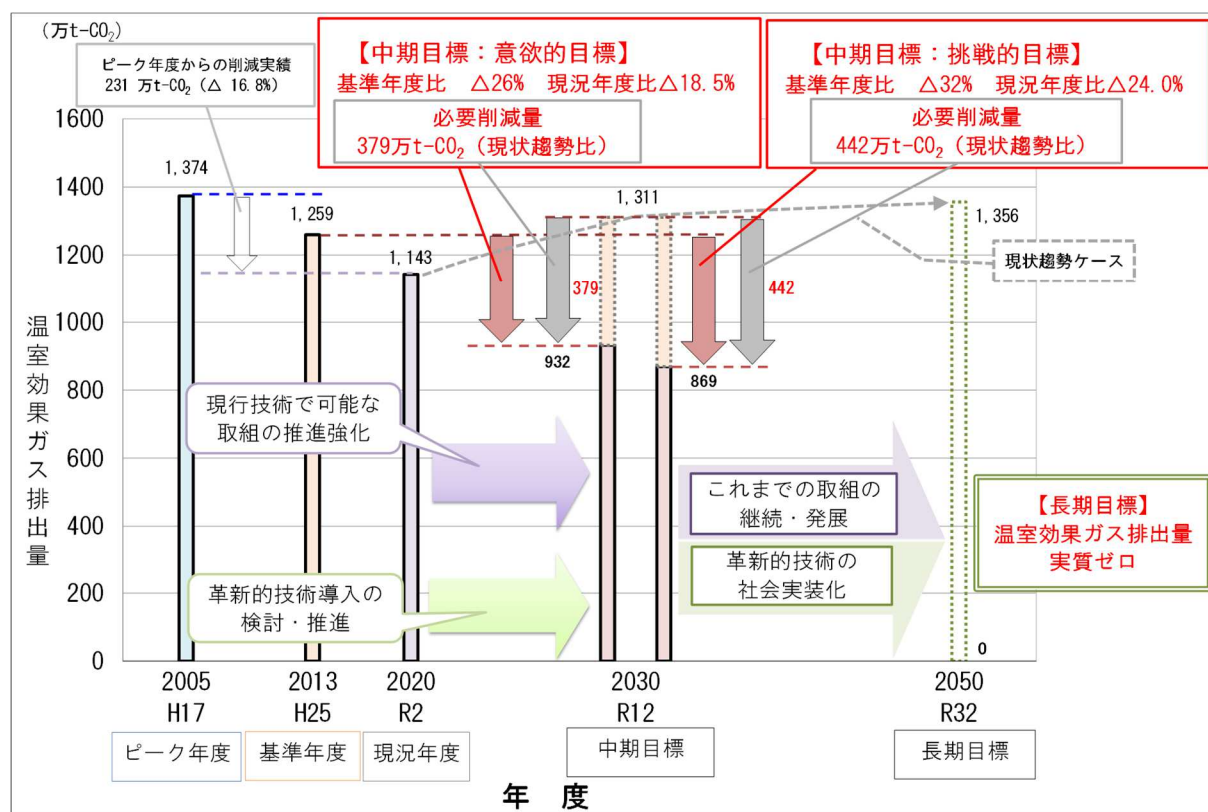 (万t-CO₂)
ピーク年度からの削減実績
231 万t-CO₂(△ 16.8%)
【中期目標:意欲的目標】
基準年度比 △26% 現況年度比△18.5%
必要削減量
379万t-CO₂(現状趨勢比)
【中期目標:挑戦的目標】
基準年度比 △32% 現況年度比△24.0%
必要削減量
442万t-CO₂(現状趨勢比)
1600
1400
1200
1000
800
600
400
200
0
温室効果ガス排出量
1,374
1,259
1,143
1,311
1,356
379
442
932
869
0
現状趨勢ケース
現行技術で可能な
取組の推進強化
革新的技術導入の
検討・推進
これまでの取組の
継続・発展
革新的技術の
社会実装化
【長期目標】
温室効果ガス排出量
実質ゼロ
2005
H17
ピーク年度
2013
H25
基準年度
2020
R2
現況年度
2030
R12
中期目標
2050
R32
長期目標
年 度